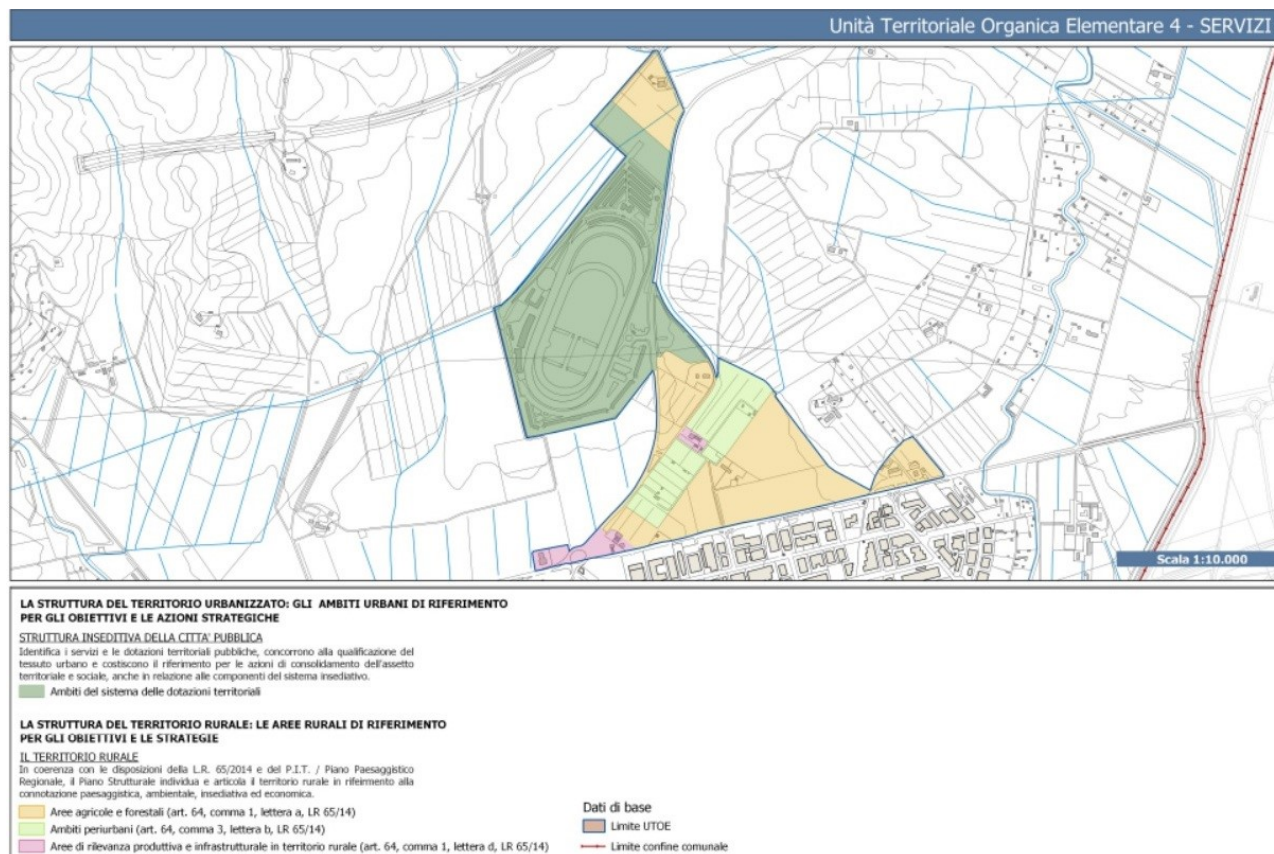 Unità Territoriale Organica Elementare 4 - SERVIZI
Scala 1:10.000
LA STRUTTURA DEL TERRITORIO URBANIZZATO: GLI AMBITI URBANI DI RIFERIMENTO
PER GLI OBIETTIVI E LE AZIONI STRATEGICHE
STRUTTURA INSEDITIVA DELLA CITTA' PUBBLICA
Identifica i servizi e le dotazioni territoriali pubbliche, concorrono alla qualificazione del
tessuto urbano e costiscono il riferimento per le azioni di consolidamento dell'assetto
territoriale e sociale, anche in relazione alle componenti del sistema insediativo.
Ambiti del sistema delle dotazioni territoriali
LA STRUTTURA DEL TERRITORIO RURALE: LE AREE RURALI DI RIFERIMENTO
PER GLI OBIETTIVI E LE STRATEGIE
IL TERRITORIO RURALE
In coerenza con le disposizioni della L.R. 65/2014 e del P.I.T. / Piano Paesaggistico
Regionale, il Piano Strutturale individua e articola il territorio rurale in rifeirmento alla
connotazione paesaggistica, ambientale, insediativa ed economica.
Aree agricole e forestali (art. 64, comma 1, lettera a, LR 65/14)
Ambiti periurbani (art. 64, comma 3, lettera b, LR 65/14)
Aree di rilevanza produttiva e infrastrutturale in territorio rurale (art. 64, comma 1, lettera d, LR 65/14)
Dati di base
Limite UTOE
Limite confine comunale